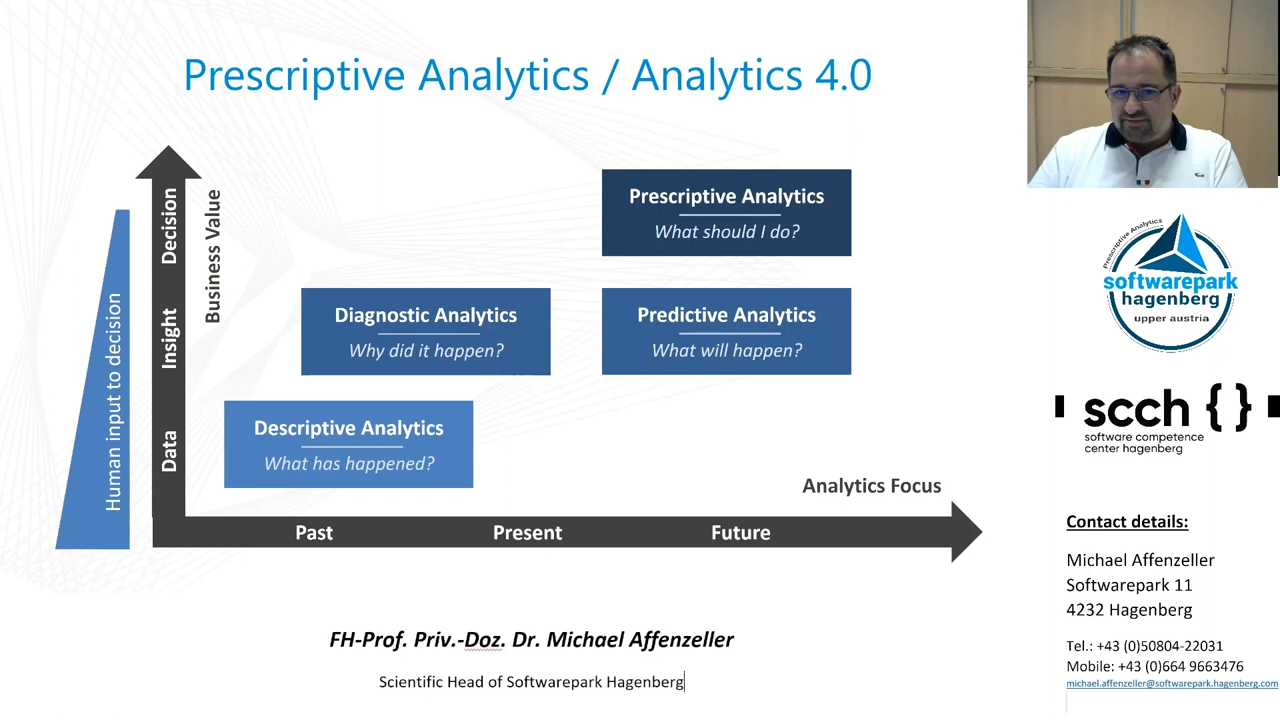 Prescriptive Analytics / Analytics 4.0
Human input to decision
Data
Insight
Decision
Business Value
Prescriptive Analytics
What should I do?
Diagnostic Analytics
Why did it happen?
Predictive Analytics
What will happen?
Descriptive Analytics
What has happened?
Analytics Focus
Past
Present
Future
FH-Prof. Priv.-Doz. Dr. Michael Affenzeller
Scientific Head of Softwarepark Hagenberg
Prescriptive Analytics
softwarepark
hagenberg
upper austria
scch { }
software competence
center hagenberg
Contact details:
Michael Affenzeller
Softwarepark 11
4232 Hagenberg
Tel.: +43 (0)50804-22031
Mobile: +43 (0)664 9663476
michael.affenzeller@softwarepark.hagenberg.com